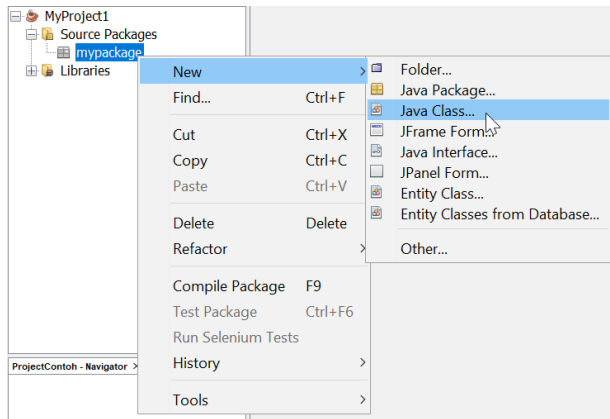 MyProject1
Source Packages
mypackage
Libraries
New
Find... Ctrl+F
Cut Ctrl+X
Copy Ctrl+C
Paste Ctrl+V
Delete Delete
Refactor
Compile Package F9
Test Package Ctrl+F6
Run Selenium Tests
History
Tools
Folder...
Java Package...
Java Class...
JFrame Form...
Java Interface...
JPanel Form...
Entity Class...
Entity Classes from Database...
Other...
ProjectContoh - Navigator